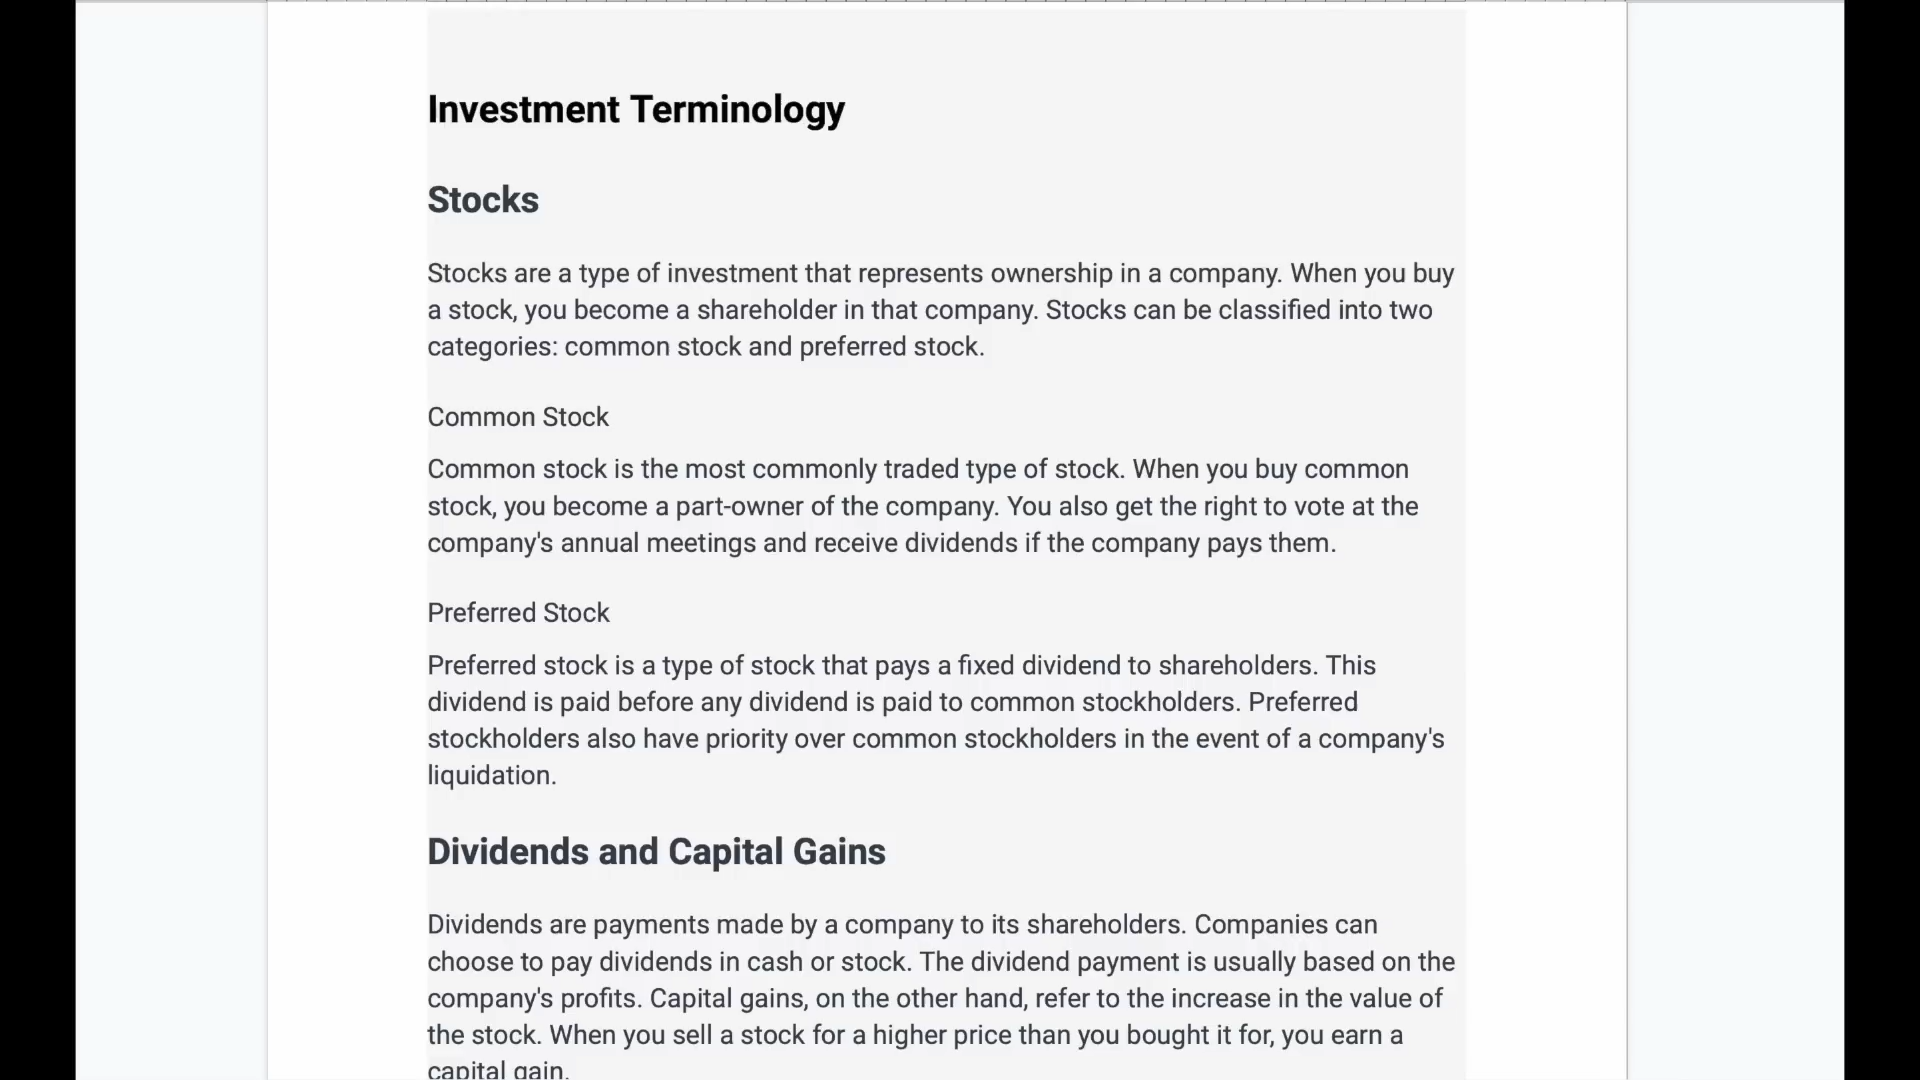 Investment Terminology
Stocks
Stocks are a type of investment that represents ownership in a company. When you buy
a stock, you become a shareholder in that company. Stocks can be classified into two
categories: common stock and preferred stock.
Common Stock
Common stock is the most commonly traded type of stock. When you buy common
stock, you become a part-owner of the company. You also get the right to vote at the
company's annual meetings and receive dividends if the company pays them.
Preferred Stock
Preferred stock is a type of stock that pays a fixed dividend to shareholders. This
dividend is paid before any dividend is paid to common stockholders. Preferred
stockholders also have priority over common stockholders in the event of a company's
liquidation.
Dividends and Capital Gains
Dividends are payments made by a company to its shareholders. Companies can
choose to pay dividends in cash or stock. The dividend payment is usually based on the
company's profits. Capital gains, on the other hand, refer to the increase in the value of
the stock. When you sell a stock for a higher price than you bought it for, you earn a
capital gain.